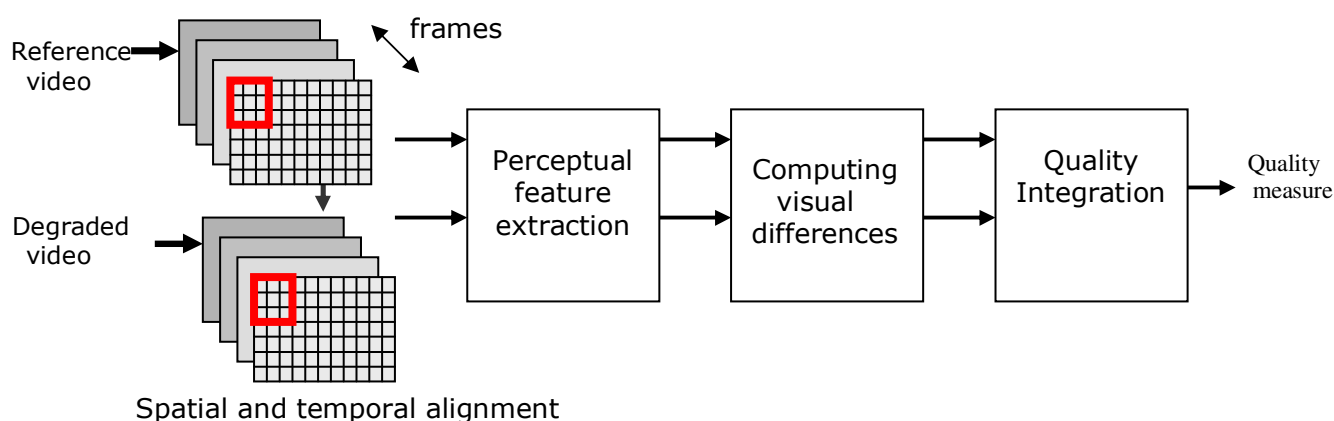 frames
Reference
video
Perceptual
feature
extraction
Computing
visual
differences
Quality
Integration
Quality
measure
Degraded
video
Spatial and temporal alignment